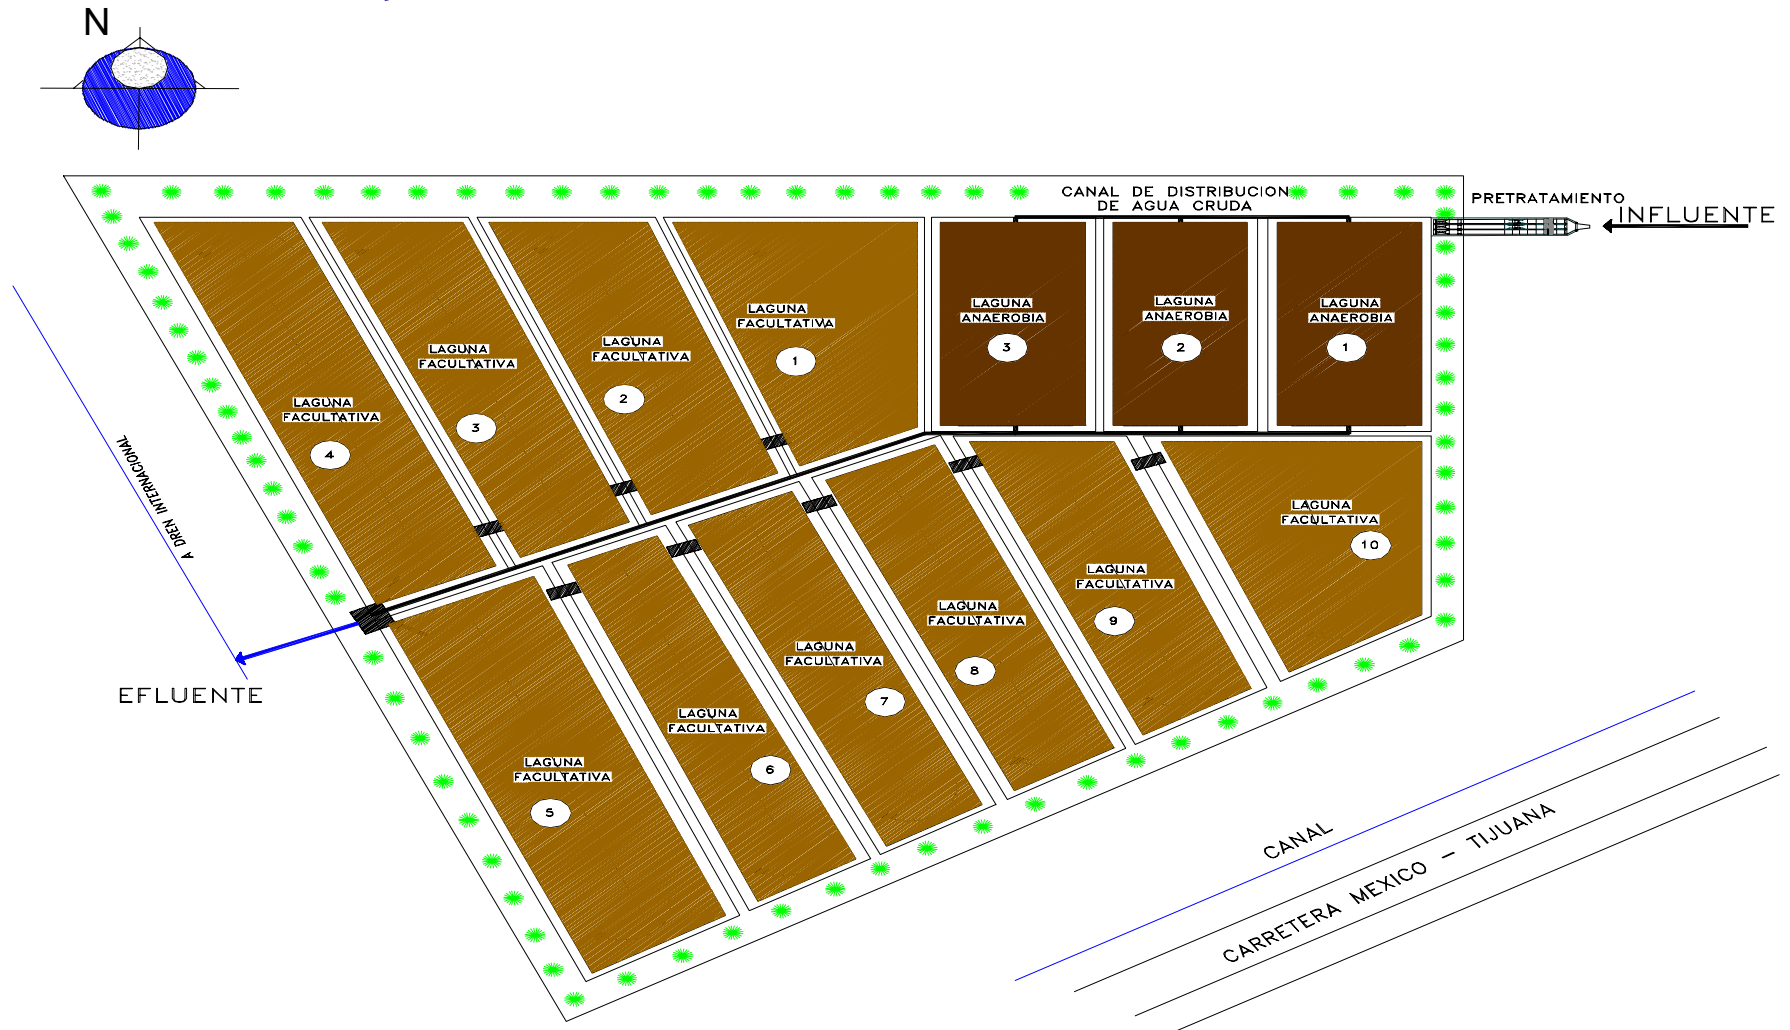 N
CANAL DE DISTRIBUCION
DE AGUA CRUDA
PRETRATAMIENTO
INFLUENTE
LAGUNA
FACULTATIVA
4
LAGUNA
FACULTATIVA
3
LAGUNA
FACULTATIVA
2
LAGUNA
FACULTATIVA
1
LAGUNA
ANAEROBIA
3
LAGUNA
ANAEROBIA
2
LAGUNA
ANAEROBIA
1
A DREN INTERNACIONAL
EFLUENTE
LAGUNA
FACULTATIVA
5
LAGUNA
FACULTATIVA
6
LAGUNA
FACULTATIVA
7
LAGUNA
FACULTATIVA
8
LAGUNA
FACULTATIVA
9
LAGUNA
FACULTATIVA
10
CANAL
CARRETERA MEXICO - TIJUANA